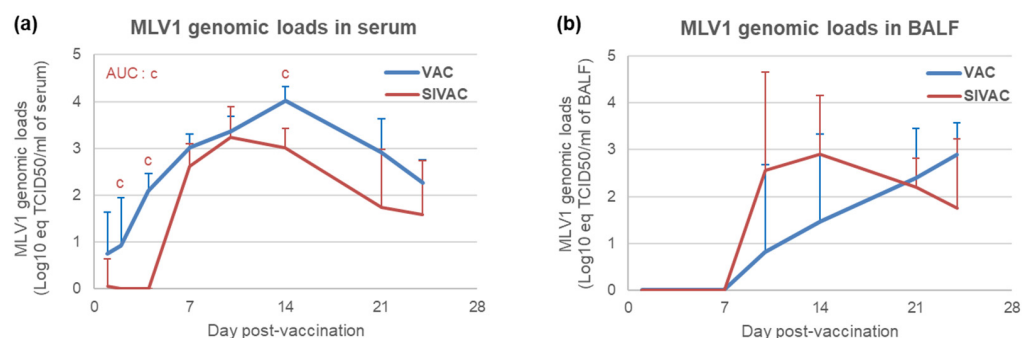 (a)
MLV1 genomic loads in serum
MLV1 genomic loads
(Log10 eq TCID50/ml of serum)
5
4
3
2
1
0
AUC : c
c
c
c
VAC
SIVAC
0
7
14
21
28
Day post-vaccination
(b)
MLV1 genomic loads in BALF
MLV1 genomic loads
(Log10 eq TCID50/ml of BALF)
5
4
3
2
1
0
VAC
SIVAC
0
7
14
21
28
Day post-vaccination